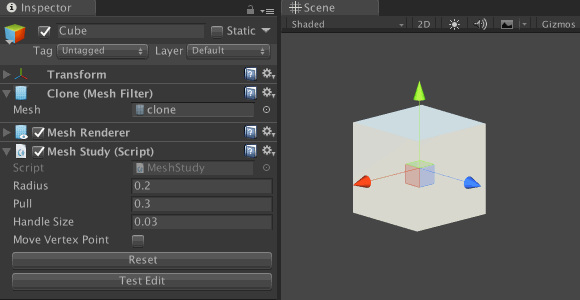 Inspector
Cube
Static
Tag Untagged Layer Default
Transform
Clone (Mesh Filter)
Mesh clone
Mesh Renderer
Mesh Study (Script)
Script MeshStudy
Radius 0.2
Pull 0.3
Handle Size 0.03
Move Vertex Point
Reset
Test Edit
Scene
Shaded 2D Gizmos